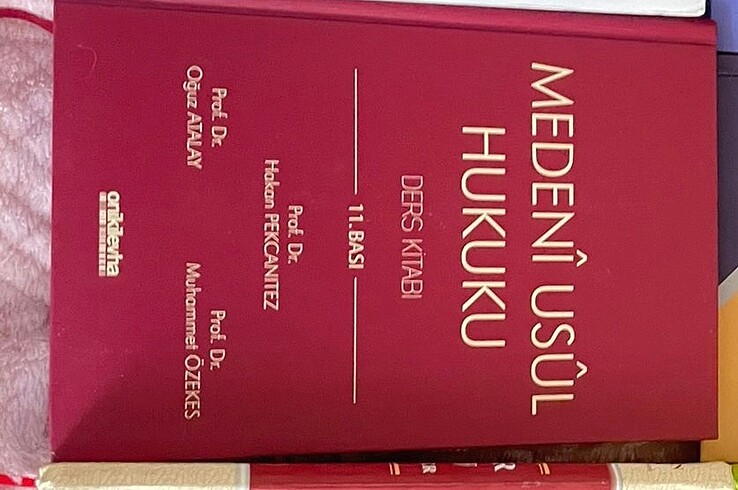 MEDENÎ USÛL
HUKUKU
DERS KİTABI
11. BASI
Prof. Dr.
Hakan PEKCANITEZ
Prof. Dr.
Oğuz ATALAY
Prof. Dr.
Muhammet ÖZEKES
onikilevha